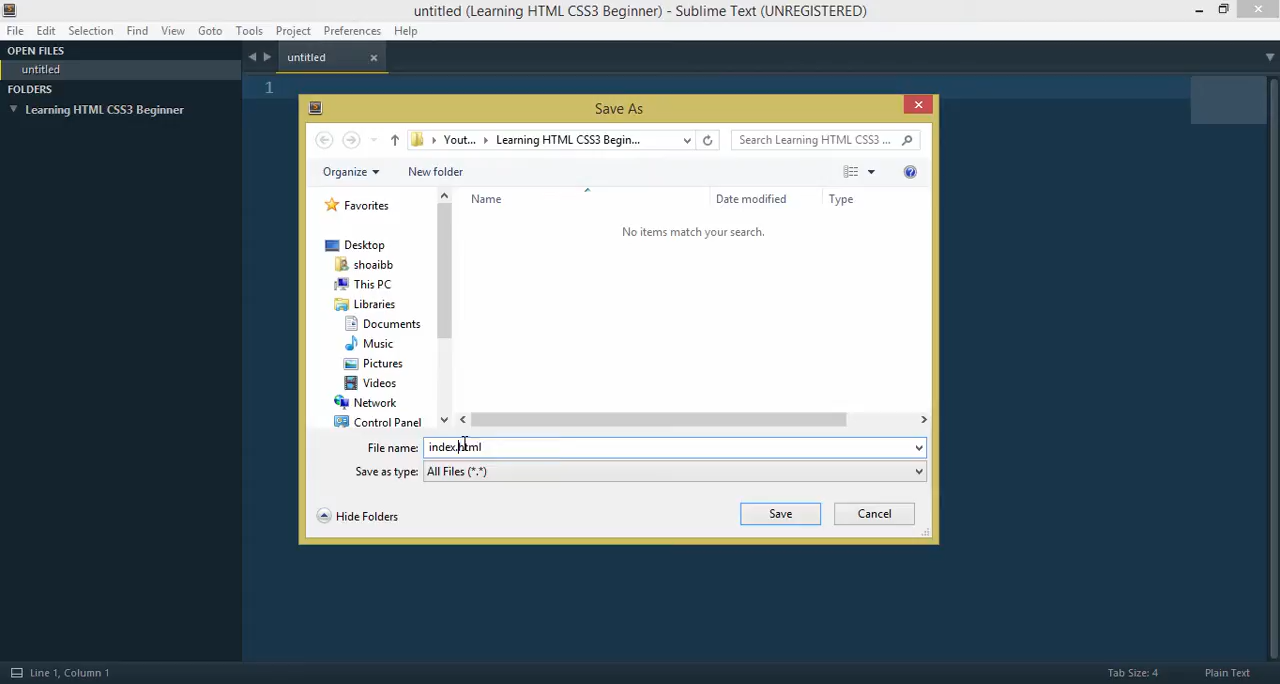 untitled (Learning HTML CSS3 Beginner) - Sublime Text (UNREGISTERED)
File Edit Selection Find View Goto Tools Project Preferences Help
OPEN FILES
untitled
FOLDERS
Learning HTML CSS3 Beginner
untitled
1
Save As
Yout... Learning HTML CSS3 Begin... Search Learning HTML CSS3 ...
Organize New folder
Favorites
Desktop
shoaibb
This PC
Libraries
Documents
Music
Pictures
Videos
Network
Control Panel
Name Date modified Type
No items match your search.
File name: index.html
Save as type: All Files (*.*)
Hide Folders Save Cancel
Line 1, Column 1 Tab Size: 4 Plain Text